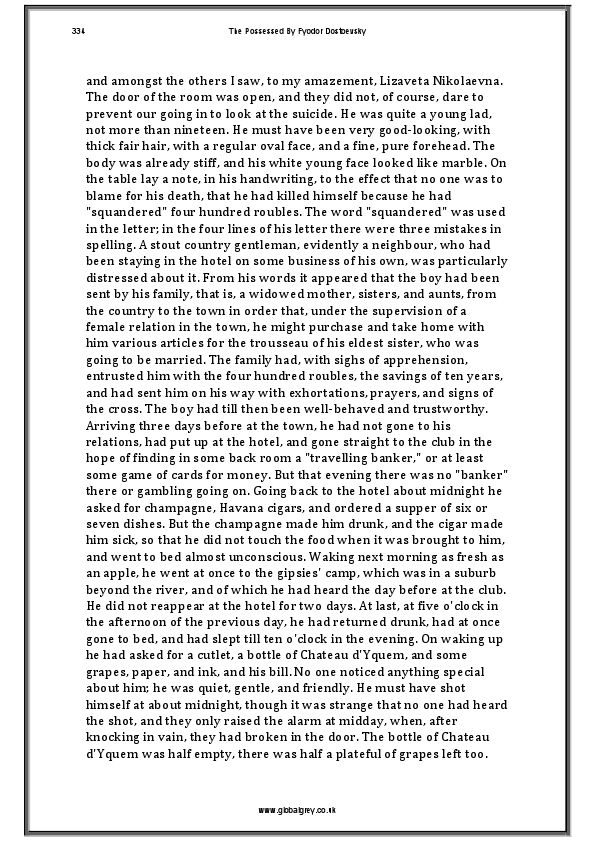 334 The Possessed By Fyodor Dostoevsky
and amongst the others I saw, to my amazement, Lizaveta Nikolaevna.
The door of the room was open, and they did not, of course, dare to
prevent our going in to look at the suicide. He was quite a young lad,
not more than nineteen. He must have been very good-looking, with
thick fair hair, with a regular oval face, and a fine, pure forehead. The
body was already stiff, and his white young face looked like marble. On
the table lay a note, in his handwriting, to the effect that no one was to
blame for his death, that he had killed himself because he had
"squandered" four hundred roubles. The word "squandered" was used
in the letter; in the four lines of his letter there were three mistakes in
spelling. A stout country gentleman, evidently a neighbour, who had
been staying in the hotel on some business of his own, was particularly
distressed about it. From his words it appeared that the boy had been
sent by his family, that is, a widowed mother, sisters, and aunts, from
the country to the town in order that, under the supervision of a
female relation in the town, he might purchase and take home with
him various articles for the trousseau of his eldest sister, who was
going to be married. The family had, with sighs of apprehension,
entrusted him with the four hundred roubles, the savings of ten years,
and had sent him on his way with exhortations, prayers, and signs of
the cross. The boy had till then been well-behaved and trustworthy.
Arriving three days before at the town, he had not gone to his
relations, had put up at the hotel, and gone straight to the club in the
hope of finding in some back room a "travelling banker," or at least
some game of cards for money. But that evening there was no "banker"
there or gambling going on. Going back to the hotel about midnight he
asked for champagne, Havana cigars, and ordered a supper of six or
seven dishes. But the champagne made him drunk, and the cigar made
him sick, so that he did not touch the food when it was brought to him,
and went to bed almost unconscious. Waking next morning as fresh as
an apple, he went at once to the gipsies' camp, which was in a suburb
beyond the river, and of which he had heard the day before at the club.
He did not reappear at the hotel for two days. At last, at five o'clock in
the afternoon of the previous day, he had returned drunk, had at once
gone to bed, and had slept till ten o'clock in the evening. On waking up
he had asked for a cutlet, a bottle of Chateau d'Yquem, and some
grapes, paper, and ink, and his bill. No one noticed anything special
about him; he was quiet, gentle, and friendly. He must have shot
himself at about midnight, though it was strange that no one had heard
the shot, and they only raised the alarm at midday, when, after
knocking in vain, they had broken in the door. The bottle of Chateau
d'Yquem was half empty, there was half a plateful of grapes left too.
www.globalgrey.co.uk